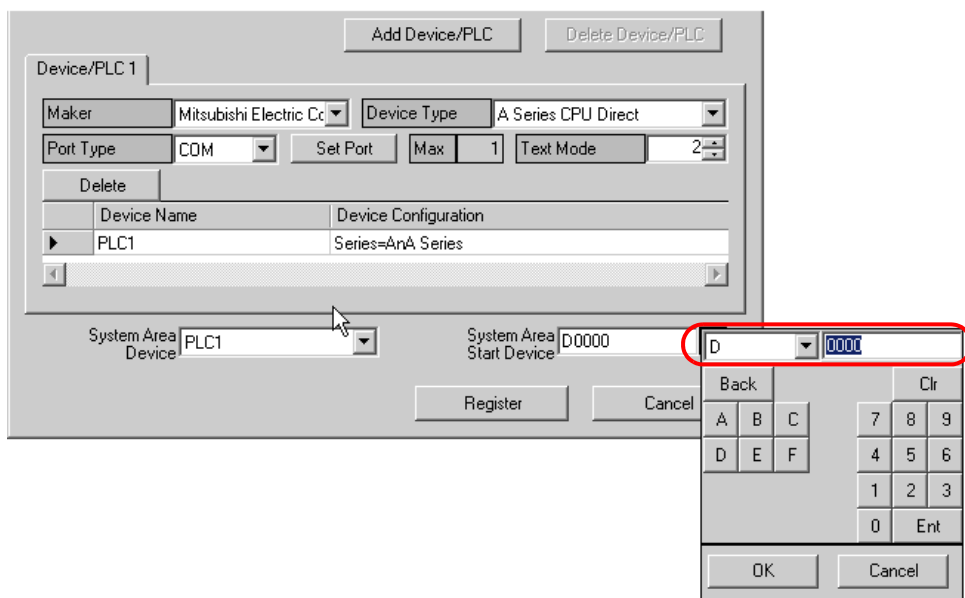 Add Device/PLC Delete Device/PLC
Device/PLC 1
Maker Mitsubishi Electric Cc Device Type A Series CPU Direct
Port Type COM Set Port Max 1 Text Mode 2
Delete
Device Name Device Configuration
PLC1 Series=AnA Series
System Area Device PLC1 System Area Start Device D0000
D 0000
Register Cancel
Back Clr
A B C 7 8 9
D E F 4 5 6
1 2 3
0 Ent
OK Cancel